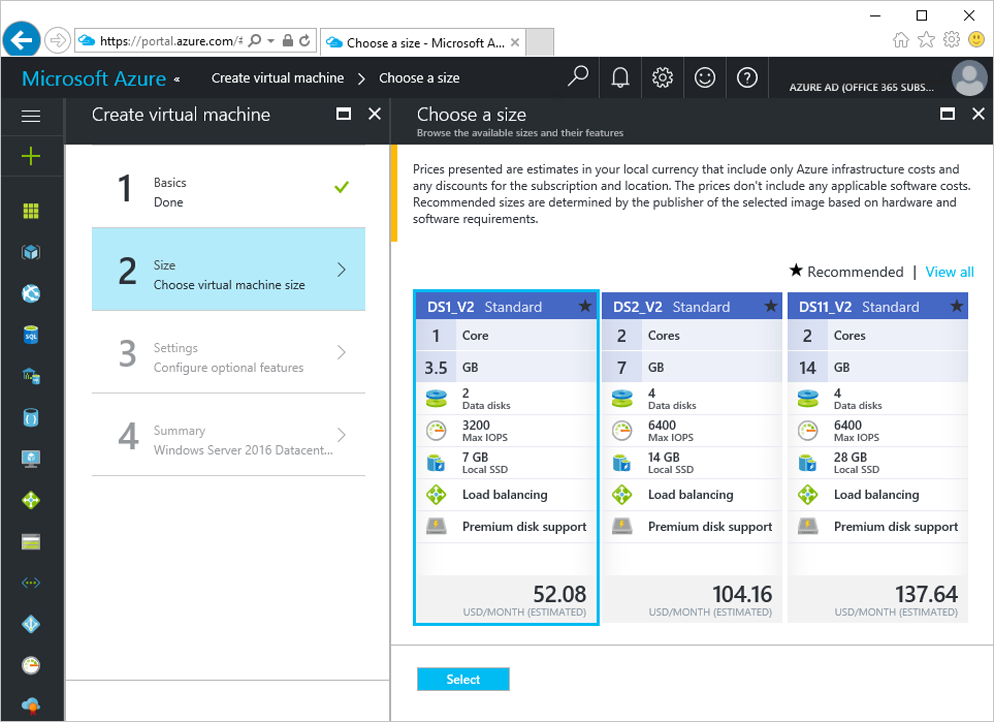 https://portal.azure.com/#
Choose a size - Microsoft A...
Microsoft Azure «
Create virtual machine > Choose a size
AZURE AD (OFFICE 365 SUBS...
Create virtual machine
1
Basics
Done
2
Size
Choose virtual machine size
3
Settings
Configure optional features
4
Summary
Windows Server 2016 Datacent...
Choose a size
Browse the available sizes and their features
Prices presented are estimates in your local currency that include only Azure infrastructure costs and
any discounts for the subscription and location. The prices don't include any applicable software costs.
Recommended sizes are determined by the publisher of the selected image based on hardware and
software requirements.
★ Recommended | View all
DS1_V2 Standard ★
1 Core
3.5 GB
2
Data disks
3200
Max IOPS
7 GB
Local SSD
Load balancing
Premium disk support
52.08
USD/MONTH (ESTIMATED)
DS2_V2 Standard ★
2 Cores
7 GB
4
Data disks
6400
Max IOPS
14 GB
Local SSD
Load balancing
Premium disk support
104.16
USD/MONTH (ESTIMATED)
DS11_V2 Standard ★
2 Cores
14 GB
4
Data disks
6400
Max IOPS
28 GB
Local SSD
Load balancing
Premium disk support
137.64
USD/MONTH (ESTIMATED)
Select
SQL